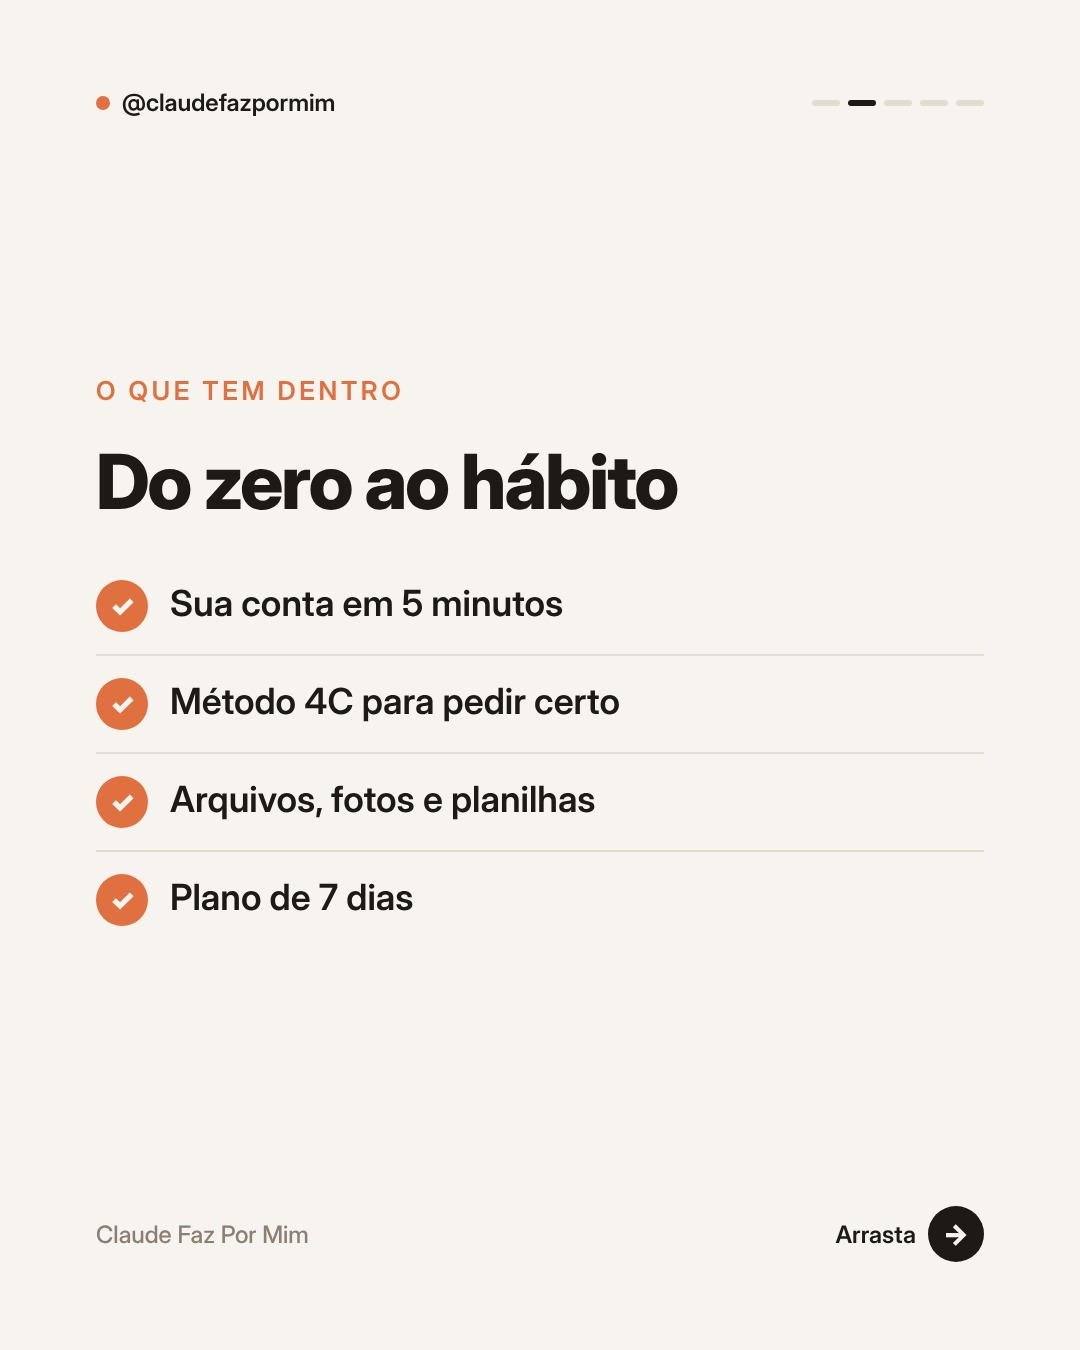 @claudefazpormim
O QUE TEM DENTRO
Do zero ao hábito
Sua conta em 5 minutos
Método 4C para pedir certo
Arquivos, fotos e planilhas
Plano de 7 dias
Claude Faz Por Mim
Arrasta